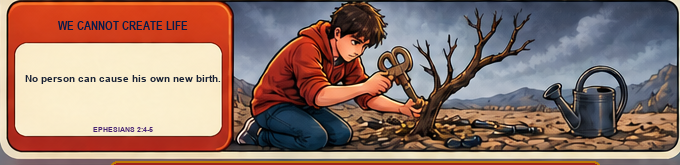 WE CANNOT CREATE LIFE
No person can cause his own new birth.
EPHESIANS 2:4-5